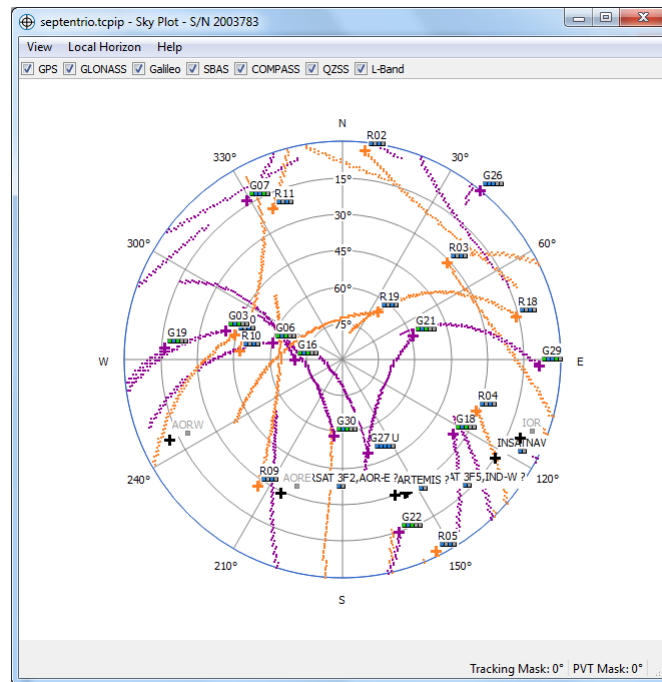 septentrio.tcpip - Sky Plot - S/N 2003783
View Local Horizon Help
GPS GLONASS Galileo SBAS COMPASS QZSS L-Band
N
R02
330°
30°
G07
G26
R11
15°
30°
300°
60°
45°
R03
60°
R19
R18
G03
75°
G21
G19
G06
R10
G16
W
E
G29
R04
G30
G18
IOR
AORW
G27 U
INSATNAV
R09
240°
AORE
ISAT 3F2,AOR-E ?
ARTEMIS ?
AT 3F5,IND-W ?
120°
G22
R05
210°
150°
S
Tracking Mask: 0° PVT Mask: 0°